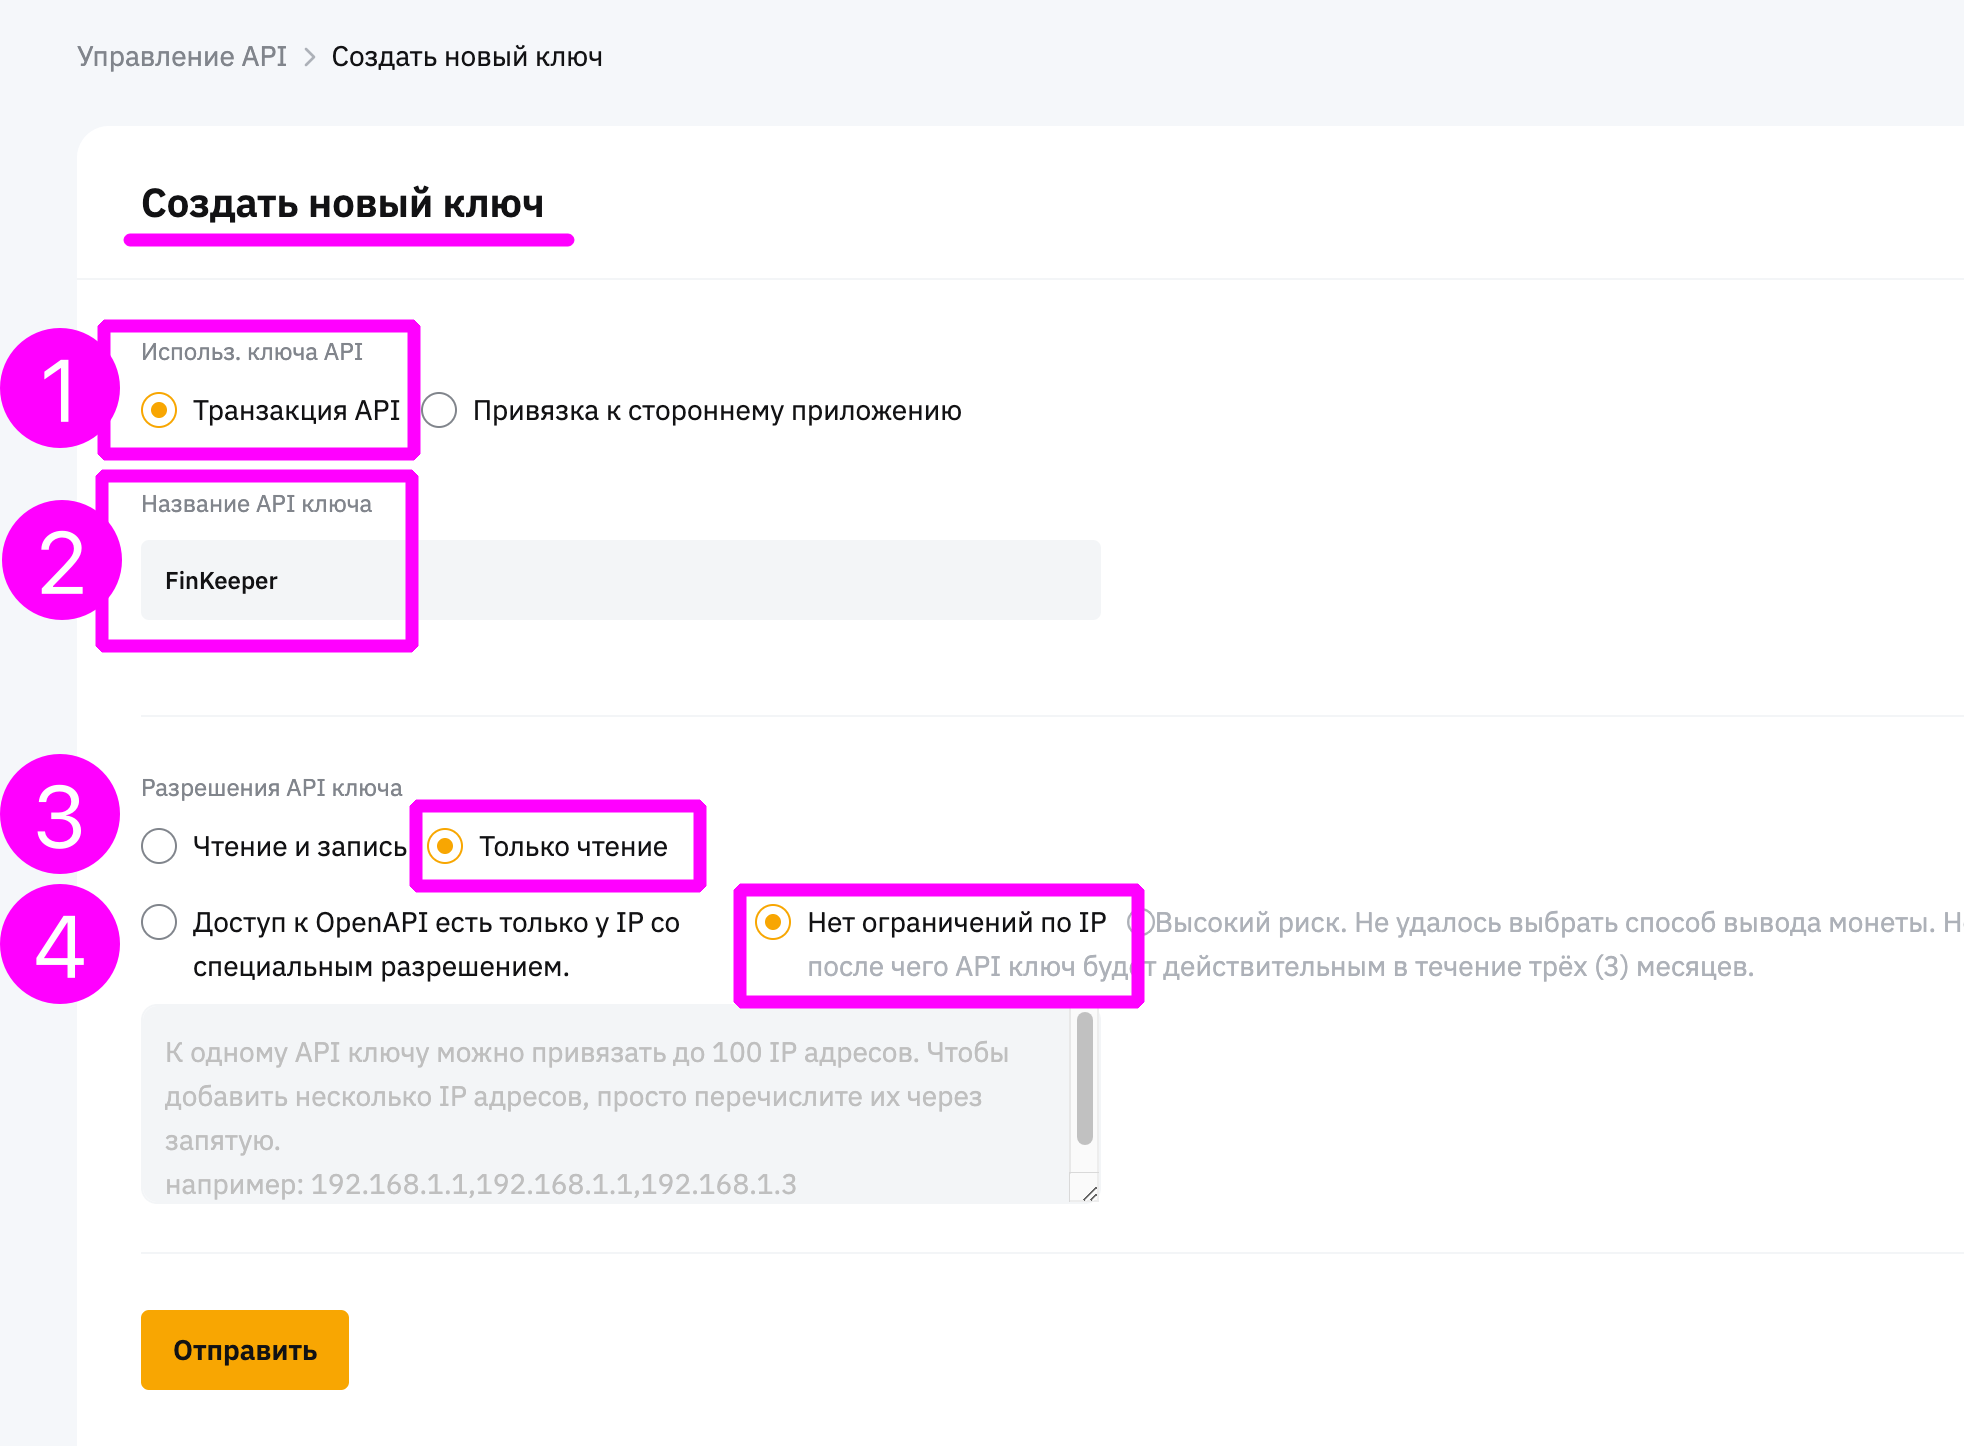 Управление API > Создать новый ключ
Создать новый ключ
1
Использ. ключа API
Транзакция API Привязка к стороннему приложению
2
Название API ключа
FinKeeper
3
Разрешения API ключа
Чтение и запись Только чтение
4
Доступ к OpenAPI есть только у IP со
специальным разрешением.
Нет ограничений по IP Высокий риск. Не удалось выбрать способ вывода монеты.
после чего API ключ будет действительным в течение трёх (3) месяцев.
К одному API ключу можно привязать до 100 IP адресов. Чтобы
добавить несколько IP адресов, просто перечислите их через
запятую.
например: 192.168.1.1,192.168.1.1,192.168.1.3
Отправить